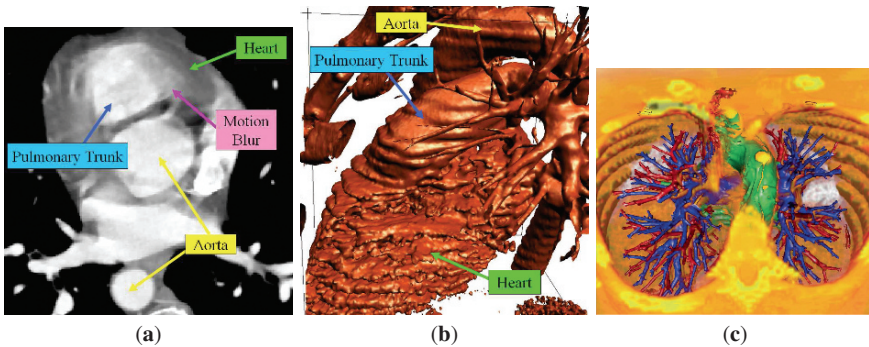 Heart
Motion
Blur
Pulmonary Trunk
Aorta
(a)
Aorta
Pulmonary Trunk
Heart
(b)
(c)